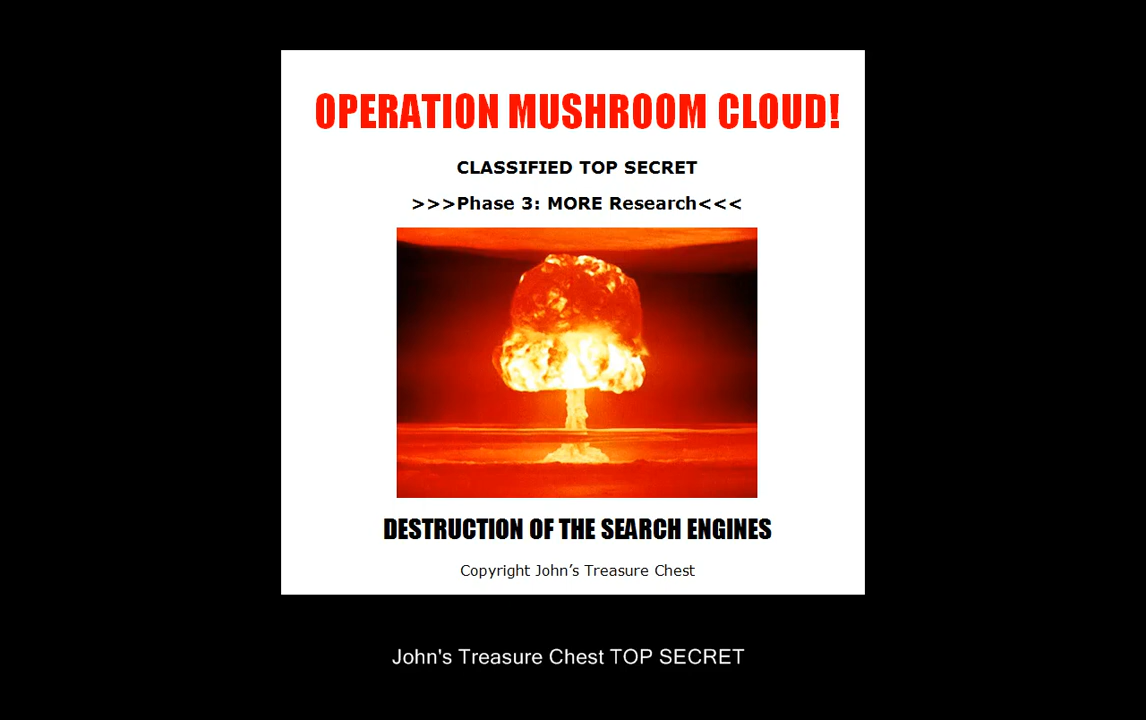 OPERATION MUSHROOM CLOUD!
CLASSIFIED TOP SECRET
>>>Phase 3: MORE Research<<<
DESTRUCTION OF THE SEARCH ENGINES
Copyright John’s Treasure Chest
John's Treasure Chest TOP SECRET